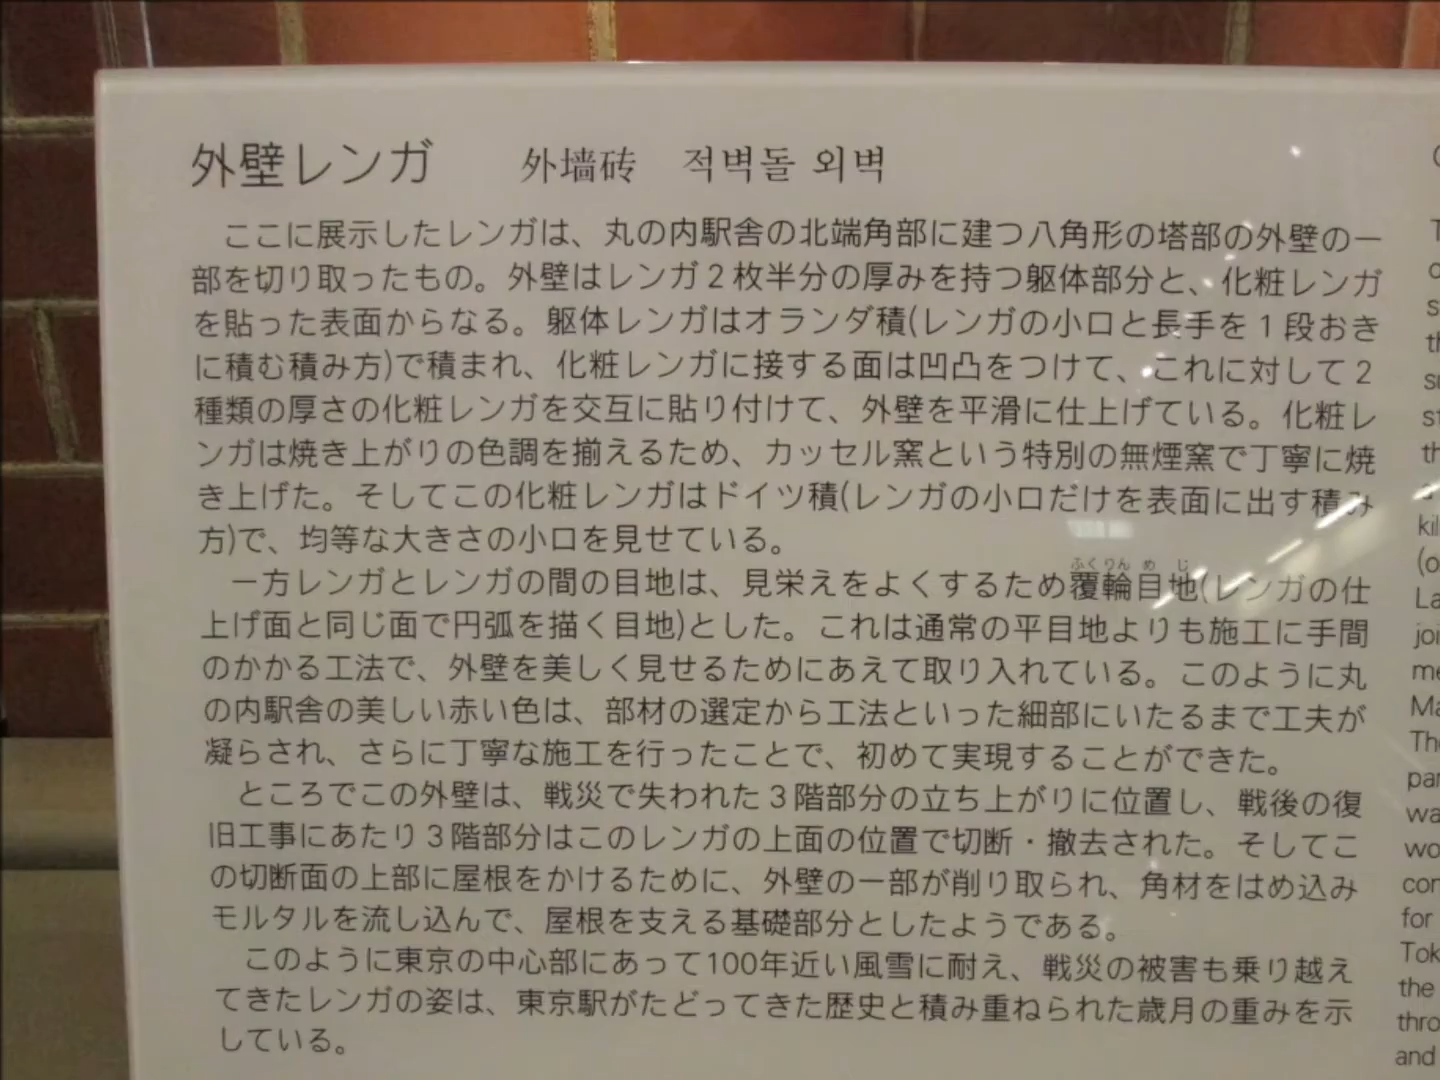 外壁レンガ 外墙砖 적벽돌 외벽
ここに展示したレンガは、丸の内駅舎の北端角部に建つ八角形の塔部の外壁の一
部を切り取ったもの。外壁はレンガ2枚半分の厚みを持つ躯体部分と、化粧レンガ
を貼った表面からなる。躯体レンガはオランダ積(レンガの小口と長手を1段おき
に積む積み方)で積まれ、化粧レンガに接する面は凹凸をつけて、これに対して2
種類の厚さの化粧レンガを交互に貼り付けて、外壁を平滑に仕上げている。化粧レ
ンガは焼き上がりの色調を揃えるため、カッセル窯という特別の無煙窯で丁寧に焼
き上げた。そしてこの化粧レンガはドイツ積(レンガの小口だけを表面に出す積み
方)で、均等な大きさの小口を見せている。
一方レンガとレンガの間の目地は、見栄えをよくするため覆輪目地(レンガの仕
ふくりんめじ
上げ面と同じ面で円弧を描く目地)とした。これは通常の平目地よりも施工に手間
のかかる工法で、外壁を美しく見せるためにあえて取り入れている。このように丸
の内駅舎の美しい赤い色は、部材の選定から工法といった細部にいたるまで工夫が
凝らされ、さらに丁寧な施工を行ったことで、初めて実現することができた。
ところでこの外壁は、戦災で失われた3階部分の立ち上がりに位置し、戦後の復
旧工事にあたり3階部分はこのレンガの上面の位置で切断・撤去された。そしてこ
の切断面の上部に屋根をかけるために、外壁の一部が削り取られ、角材をはめ込み
モルタルを流し込んで、屋根を支える基礎部分としたようである。
このように東京の中心部にあって100年近い風雪に耐え、戦災の被害も乗り越え
てきたレンガの姿は、東京駅がたどってきた歴史と積み重ねられた歳月の重みを示
している。
kil
(o
La
joi
me
Ma
The
par
wa
wo
con
for
Tok
the
thro
and